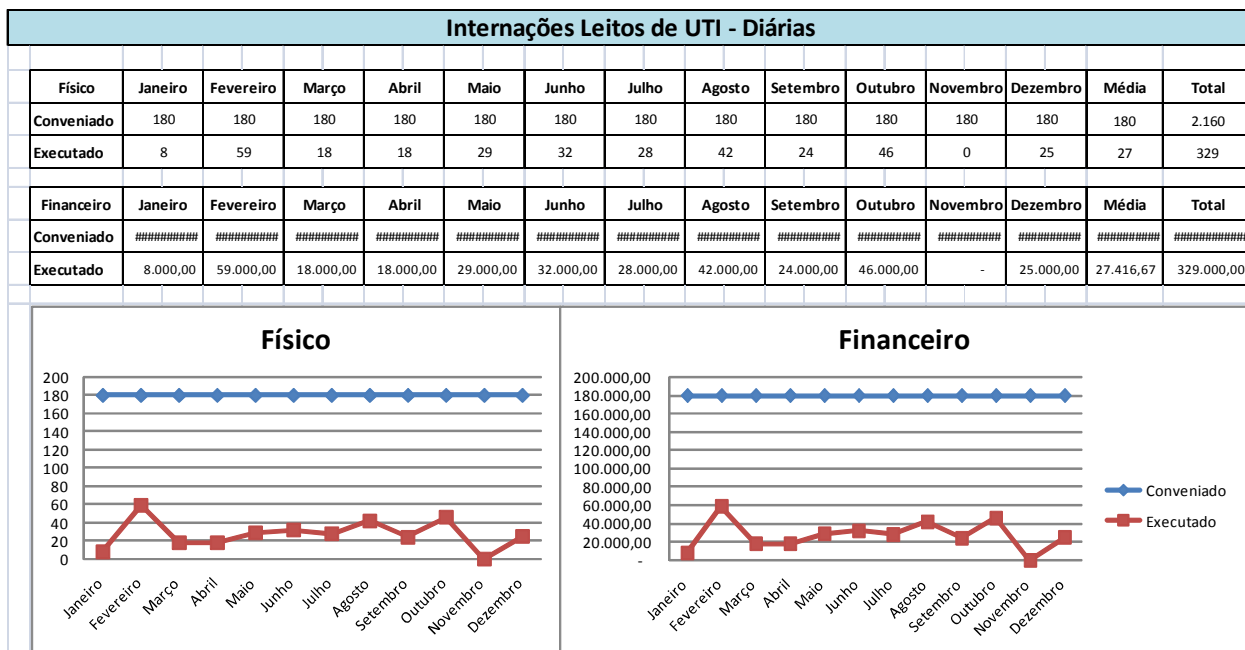 Internações Leitos de UTI - Diárias
Físico Janeiro Fevereiro Março Abril Maio Junho Julho Agosto Setembro Outubro Novembro Dezembro Média Total
Conveniado 180 180 180 180 180 180 180 180 180 180 180 180 180 2.160
Executado 8 59 18 18 29 32 28 42 24 46 0 25 27 329
Financeiro Janeiro Fevereiro Março Abril Maio Junho Julho Agosto Setembro Outubro Novembro Dezembro Média Total
Conveniado ########## ########## ########## ########## ########## ########## ########## ########## ########## ########## ########## ########## ########## ###########
Executado 8.000,00 59.000,00 18.000,00 18.000,00 29.000,00 32.000,00 28.000,00 42.000,00 24.000,00 46.000,00 - 25.000,00 27.416,67 329.000,00
Físico
200
180
160
140
120
100
80
60
40
20
0
Janeiro Fevereiro Março Abril Maio Junho Julho Agosto Setembro Outubro Novembro Dezembro
Financeiro
200.000,00
180.000,00
160.000,00
140.000,00
120.000,00
100.000,00
80.000,00
60.000,00
40.000,00
20.000,00
-
Janeiro Fevereiro Março Abril Maio Junho Julho Agosto Setembro Outubro Novembro Dezembro
Conveniado
Executado